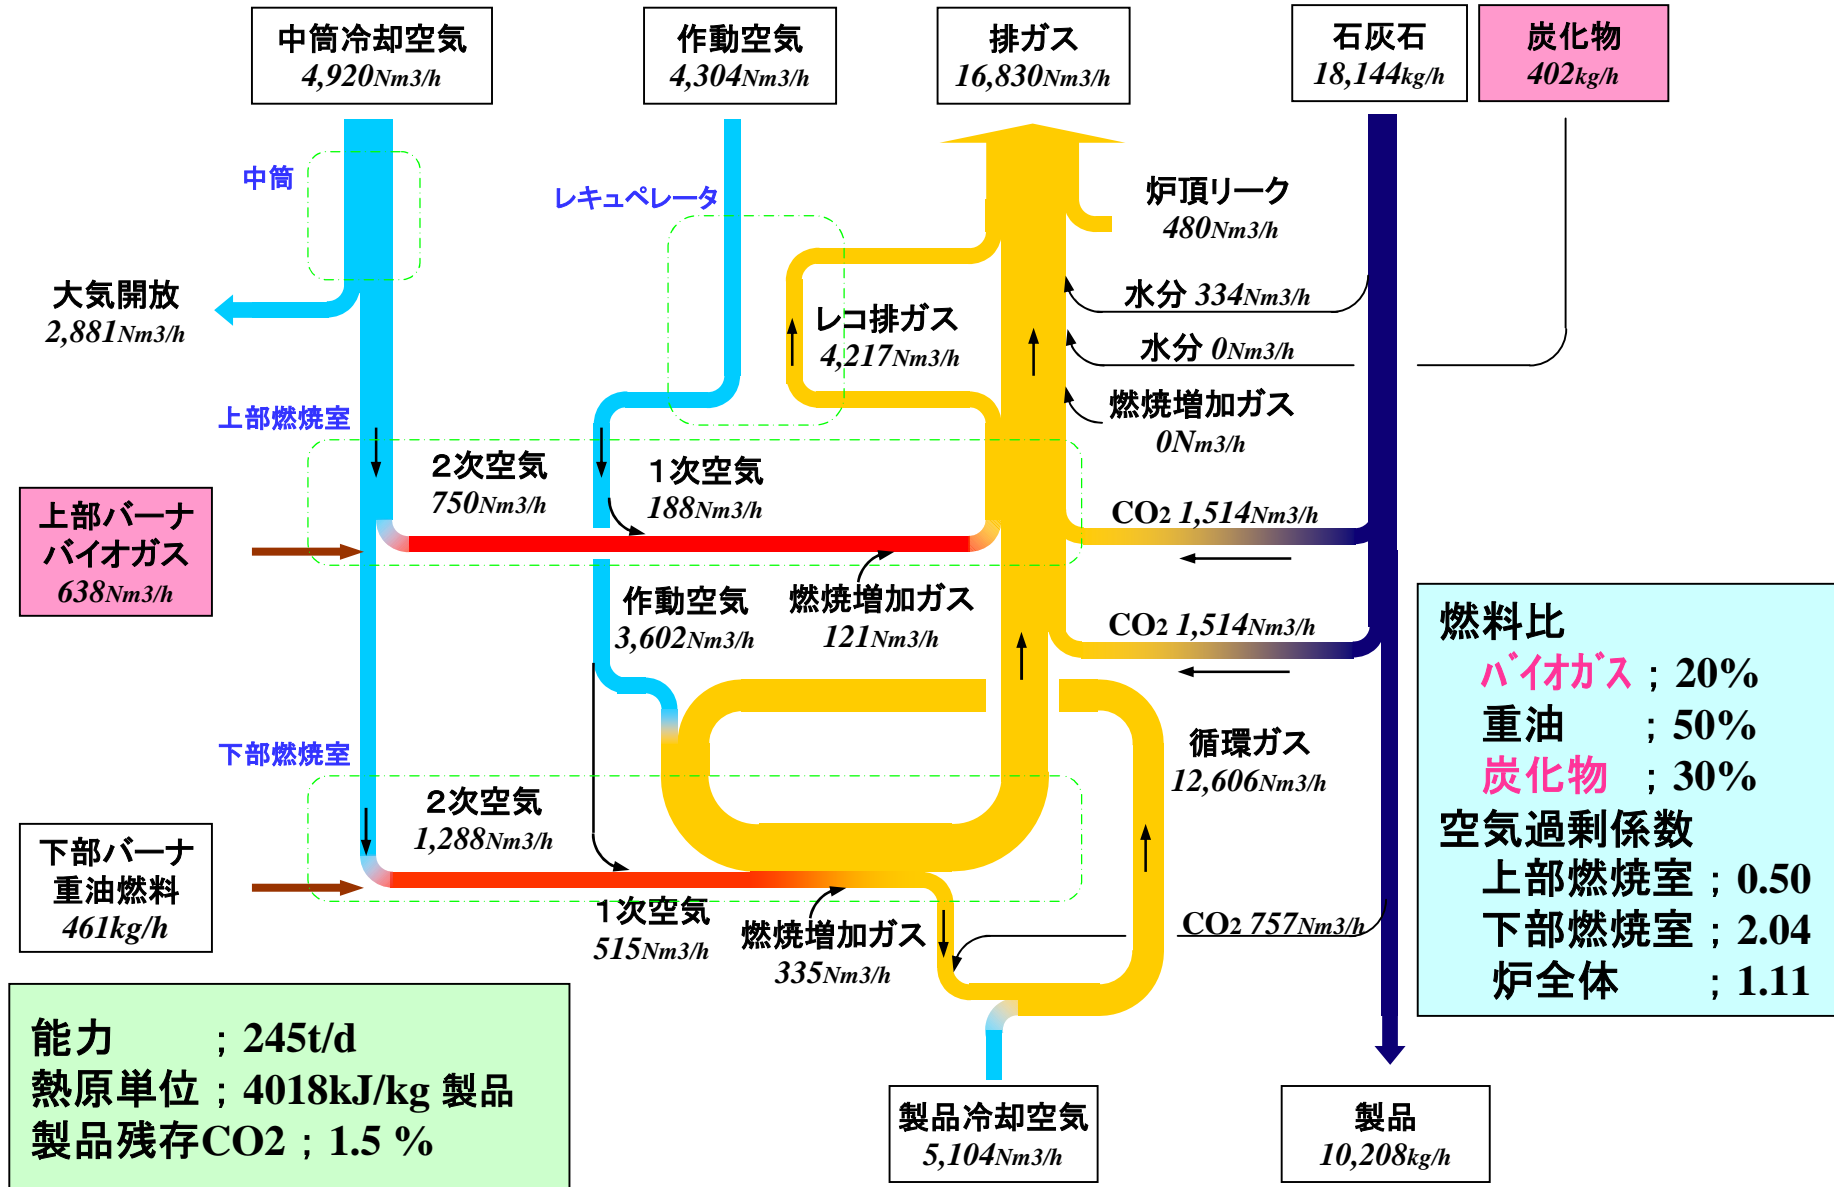 中筒冷却空気
4,920Nm3/h
作動空気
4,304Nm3/h
排ガス
16,830Nm3/h
石灰石
18,144kg/h
炭化物
402kg/h
中筒
レキュペレータ
炉頂リーク
480Nm3/h
大気開放
2,881Nm3/h
水分 334Nm3/h
レコ排ガス
4,217Nm3/h
水分 0Nm3/h
燃焼増加ガス
0Nm3/h
上部燃焼室
2次空気
750Nm3/h
1次空気
188Nm3/h
CO2 1,514Nm3/h
上部バーナ
バイオガス
638Nm3/h
作動空気
3,602Nm3/h
燃焼増加ガス
121Nm3/h
CO2 1,514Nm3/h
燃料比
バイオガス ; 20%
重油 ; 50%
炭化物 ; 30%
空気過剰係数
上部燃焼室 ; 0.50
下部燃焼室 ; 2.04
炉全体 ; 1.11
下部燃焼室
循環ガス
12,606Nm3/h
2次空気
1,288Nm3/h
下部バーナ
重油燃料
461kg/h
1次空気
515Nm3/h
燃焼増加ガス
335Nm3/h
CO2 757Nm3/h
能力 ; 245t/d
熱原単位 ; 4018kJ/kg 製品
製品残存CO2 ; 1.5 %
製品冷却空気
5,104Nm3/h
製品
10,208kg/h